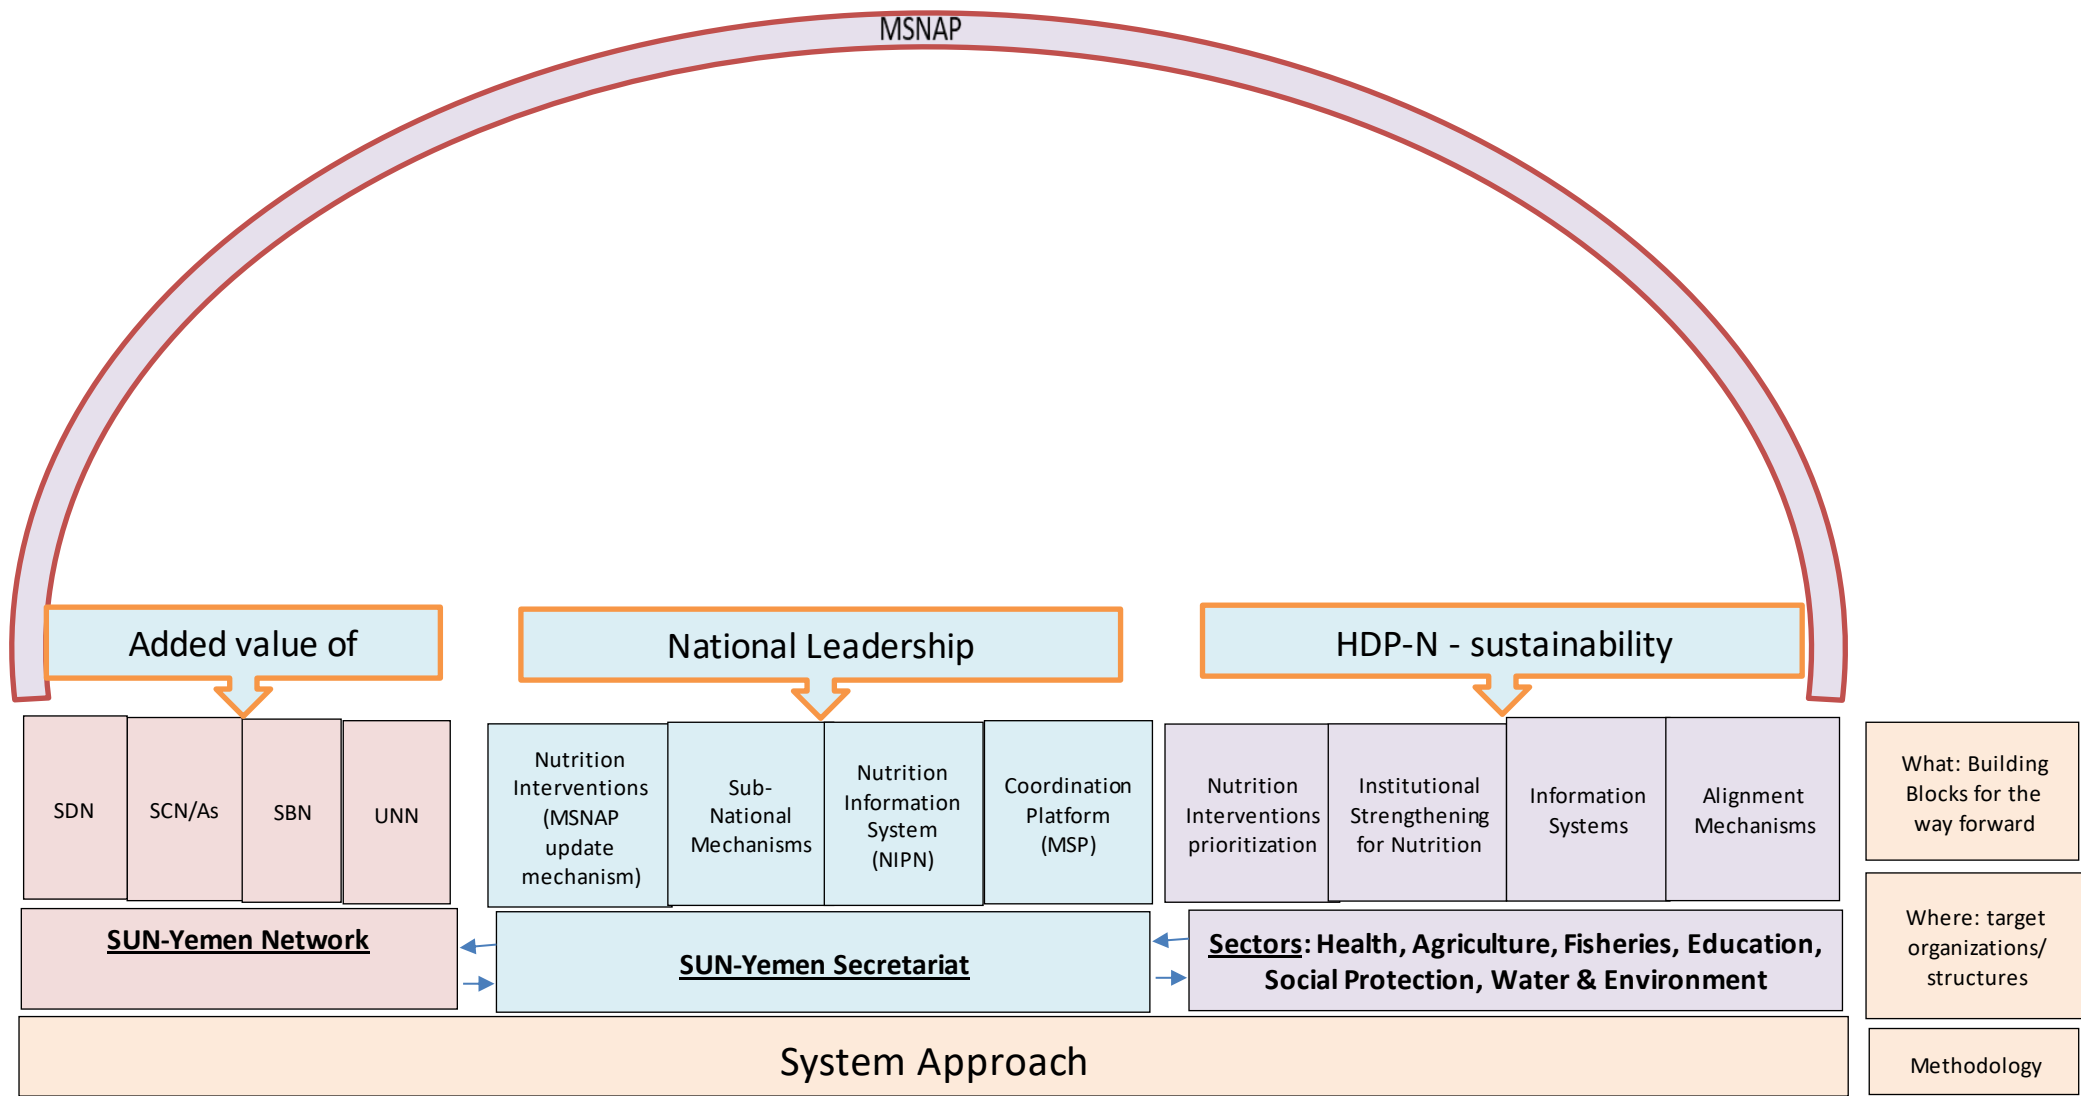 MSNAP
Added value of
National Leadership
HDP-N - sustainability
SDN
SCN/As
SBN
UNN
Nutrition
Interventions
(MSNAP
update
mechanism)
Sub-
National
Mechanisms
Nutrition
Information
System
(NIPN)
Coordination
Platform
(MSP)
Nutrition
Interventions
prioritization
Institutional
Strengthening
for Nutrition
Information
Systems
Alignment
Mechanisms
What: Building
Blocks for the
way forward
SUN-Yemen Network
SUN-Yemen Secretariat
Sectors: Health, Agriculture, Fisheries, Education,
Social Protection, Water & Environment
Where: target
organizations/
structures
System Approach
Methodology